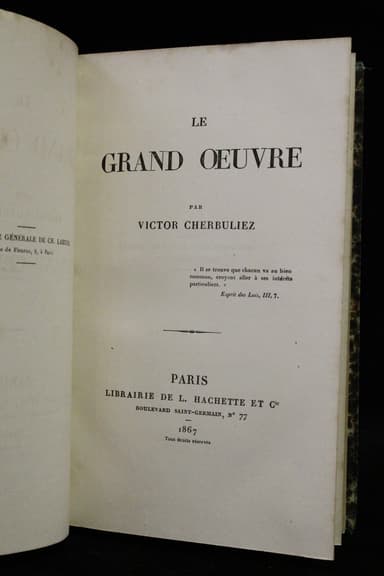 E GÉNÉRALE DE CH. LAHURE
e de Fleurus, 9, à Paris
LE
GRAND ŒUVRE
PAR
VICTOR CHERBULIEZ
« Il se trouve que chacun va au bien
commun, croyant aller à ses intérêts
particuliers. »
Esprit des Lois, III, 7.
PARIS
LIBRAIRIE DE L. HACHETTE ET Cie
BOULEVARD SAINT-GERMAIN, No 77
1867
Tous droits réservés